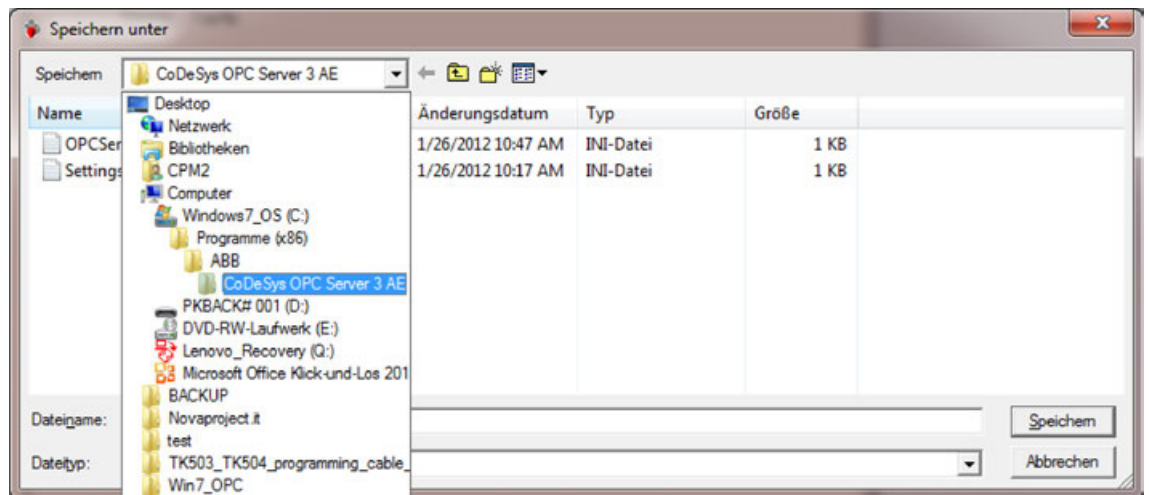 Speichern unter
Speichern CoDeSys OPC Server 3 AE
Name Änderungsdatum Typ Größe
OPCSer 1/26/2012 10:47 AM INI-Datei 1 KB
Settings 1/26/2012 10:17 AM INI-Datei 1 KB
Desktop
Netzwerk
Bibliotheken
CPM2
Computer
Windows7_OS (C:)
Programme (x86)
ABB
CoDeSys OPC Server 3 AE
PKBACK# 001 (D:)
DVD-RW-Laufwerk (E:)
Lenovo_Recovery (Q:)
Microsoft Office Klick-und-Los 201
BACKUP
Novaproject.it
test
TK503_TK504_programming_cable_
Win7_OPC
Dateiname: Speichern
Dateityp: Abbrechen